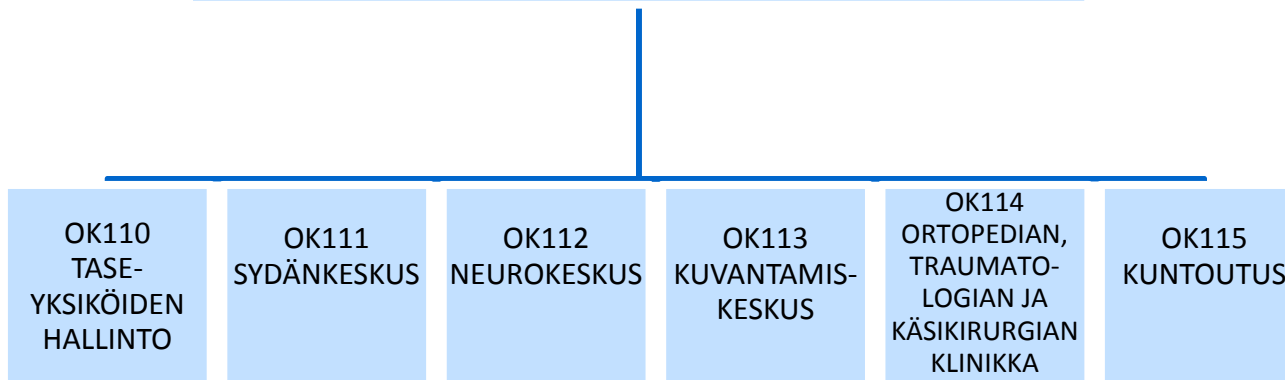 OK110
TASE-
YKSIKÖIDEN
HALLINTO
OK111
SYDÄNKESKUS
OK112
NEUROKESKUS
OK113
KUVANTAMIS-
KESKUS
OK114
ORTOPEDIAN,
TRAUMATO-
LOGIAN JA
KÄSIKIRURGIAN
KLINIKKA
OK115
KUNTOUTUS